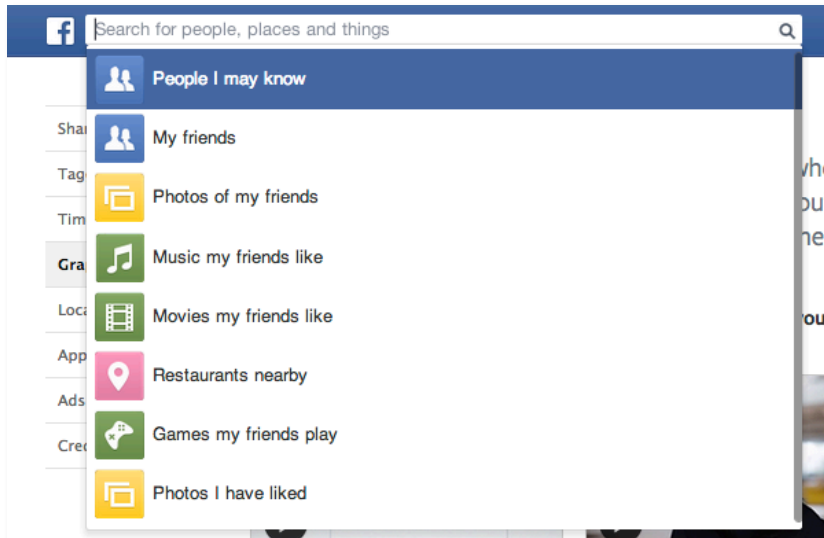 f
Search for people, places and things
People I may know
My friends
Photos of my friends
Music my friends like
Movies my friends like
Restaurants nearby
Games my friends play
Photos I have liked